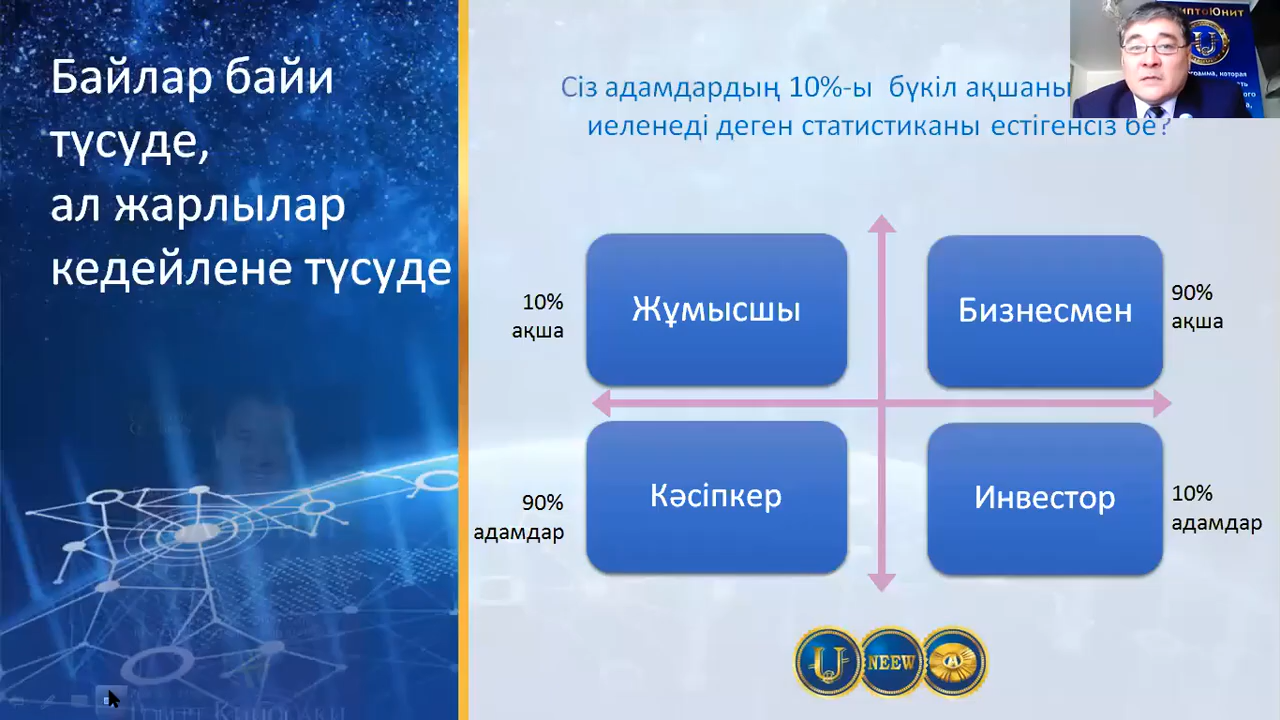 Байлар байи
түсуде,
ал жарлылар
кедейлене түсуде
Сіз адамдардың 10%-ы бүкіл ақшаны
иеленеді деген статистиканы естігенсіз бе?
10%
ақша
Жұмысшы
Бизнесмен
90%
ақша
90%
адамдар
Кәсіпкер
Инвестор
10%
адамдар
NEEW